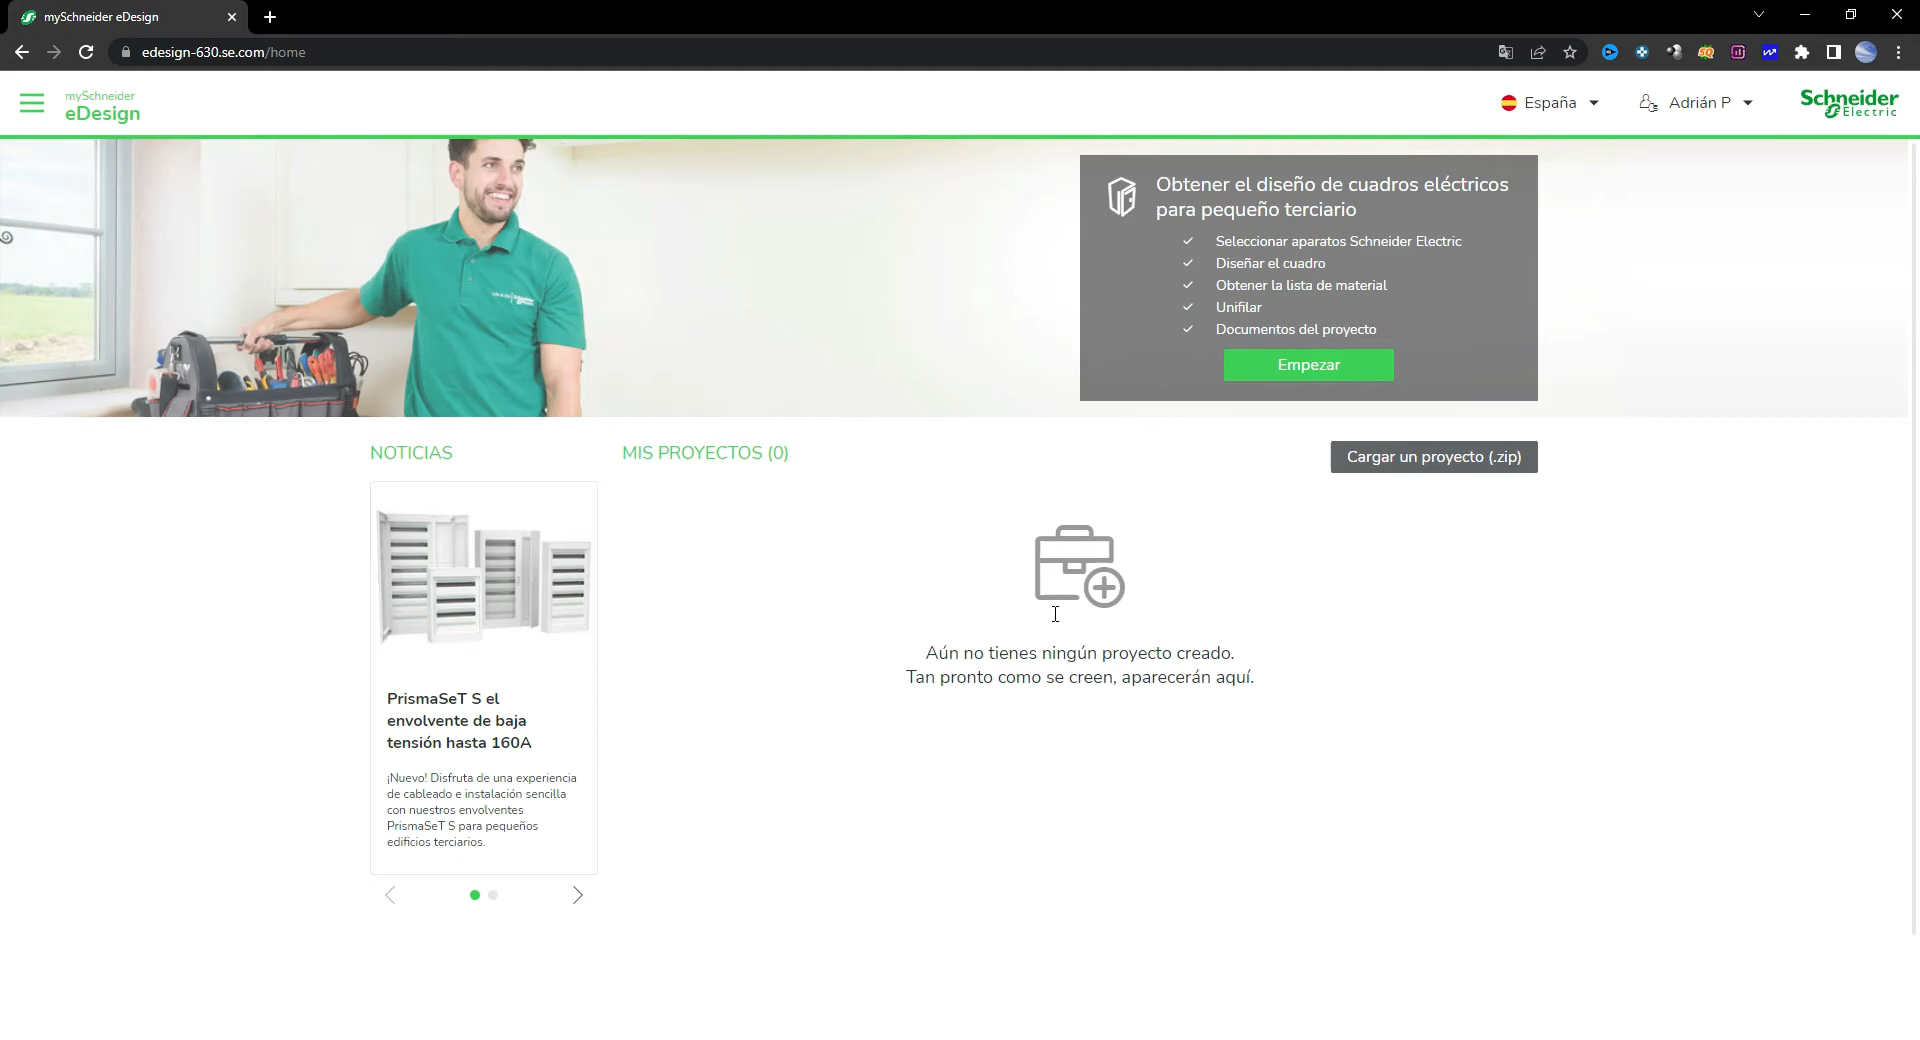 mySchneider eDesign
edesign-630.se.com/home
mySchneider
eDesign
España
Adrián P
Schneider
Electric
Obtener el diseño de cuadros eléctricos
para pequeño terciario
Seleccionar aparatos Schneider Electric
Diseñar el cuadro
Obtener la lista de material
Unifilar
Documentos del proyecto
Empezar
NOTICIAS
MIS PROYECTOS (0)
Cargar un proyecto (.zip)
Aún no tienes ningún proyecto creado.
Tan pronto como se creen, aparecerán aquí.
PrismaSeT S el
envolvente de baja
tensión hasta 160A
¡Nuevo! Disfruta de una experiencia
de cableado e instalación sencilla
con nuestros envolventes
PrismaSeT S para pequeños
edificios terciarios.